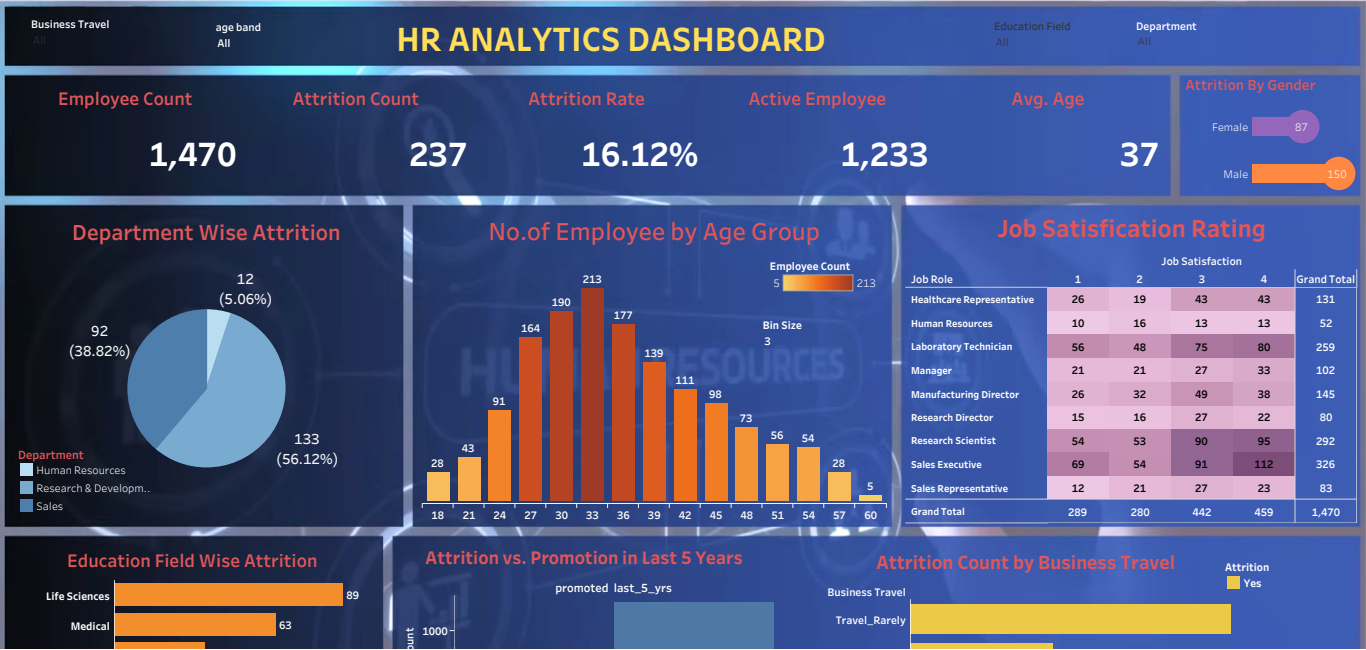 Business Travel
All
age band
All
HR ANALYTICS DASHBOARD
Education Field
All
Department
All
Employee Count
Attrition Count
Attrition Rate
Active Employee
Avg. Age
1,470
237
16.12%
1,233
37
Attrition By Gender
Female
87
Male
150
Department Wise Attrition
12
(5.06%)
92
(38.82%)
133
(56.12%)
Department
Human Resources
Research & Developm..
Sales
No.of Employee by Age Group
Employee Count
5
213
Bin Size
3
28
43
91
164
190
213
177
139
111
98
73
56
54
28
5
18 21 24 27 30 33 36 39 42 45 48 51 54 57 60
HUMAN RESOURCES
Job Satisfication Rating
Job Satisfaction
Job Role 1 2 3 4 Grand Total
Healthcare Representative 26 19 43 43 131
Human Resources 10 16 13 13 52
Laboratory Technician 56 48 75 80 259
Manager 21 21 27 33 102
Manufacturing Director 26 32 49 38 145
Research Director 15 16 27 22 80
Research Scientist 54 53 90 95 292
Sales Executive 69 54 91 112 326
Sales Representative 12 21 27 23 83
Grand Total 289 280 442 459 1,470
Education Field Wise Attrition
Life Sciences 89
Medical 63
Attrition vs. Promotion in Last 5 Years
promoted last_5_yrs
1000
ount
Attrition Count by Business Travel
Business Travel
Travel_Rarely
Attrition
Yes